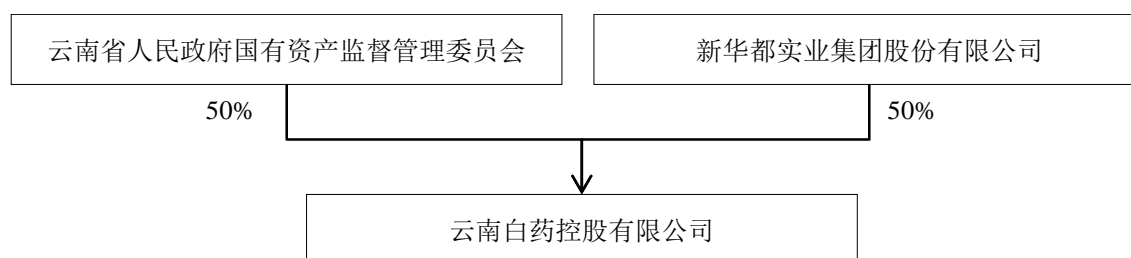 云南省人民政府国有资产监督管理委员会
新华都实业集团股份有限公司
50%
50%
云南白药控股有限公司